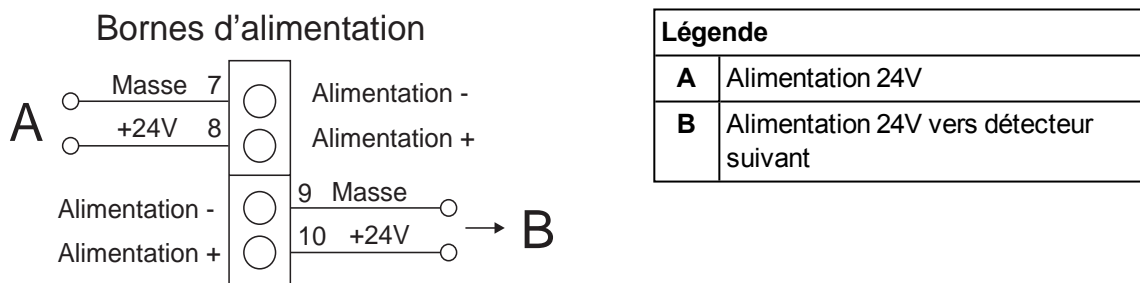 Bornes d'alimentation
A
Masse 7
+24V 8
Alimentation -
Alimentation +
Alimentation -
Alimentation +
9 Masse
10 +24V
B
Légende
A Alimentation 24V
B Alimentation 24V vers détecteur
suivant